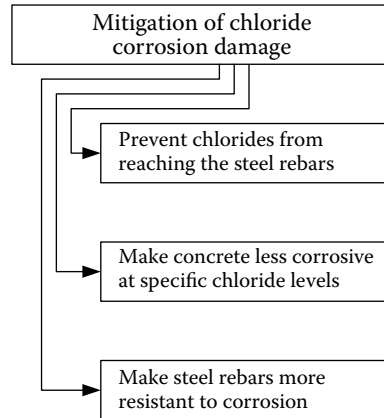 Mitigation of chloride
corrosion damage
Prevent chlorides from
reaching the steel rebars
Make concrete less corrosive
at specific chloride levels
Make steel rebars more
resistant to corrosion